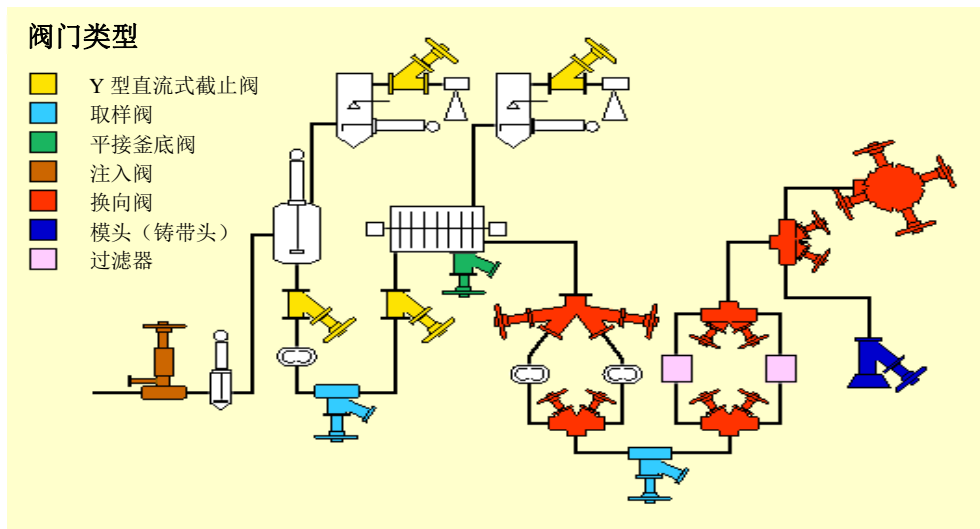 阀门类型
Y 型直流式截止阀
取样阀
平接釜底阀
注入阀
换向阀
模头（铸带头）
过滤器